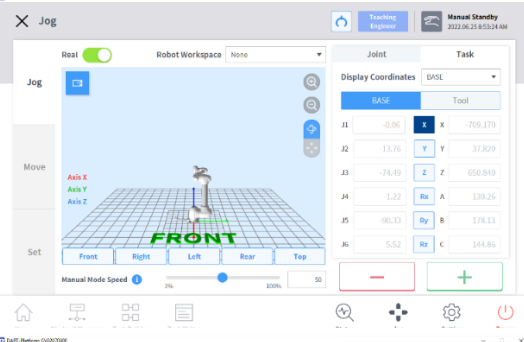 Jog
Teaching
Engineer
Manual Standby
2022.06.25 8:53:24 AM
Real
Robot Workspace
None
Joint
Task
Jog
Display Coordinates
BASE
BASE
Tool
J1 -0.06 X X -709.170
J2 13.76 Y Y 37.820
J3 -74.49 Z Z 650.849
J4 -1.22 Rx A 139.26
J5 -90.33 Ry B 178.13
J6 5.52 Rz C 144.86
Move
Axis X
Axis Y
Axis Z
FRONT
Set
Front
Right
Left
Rear
Top
Manual Mode Speed
1%
100%
50